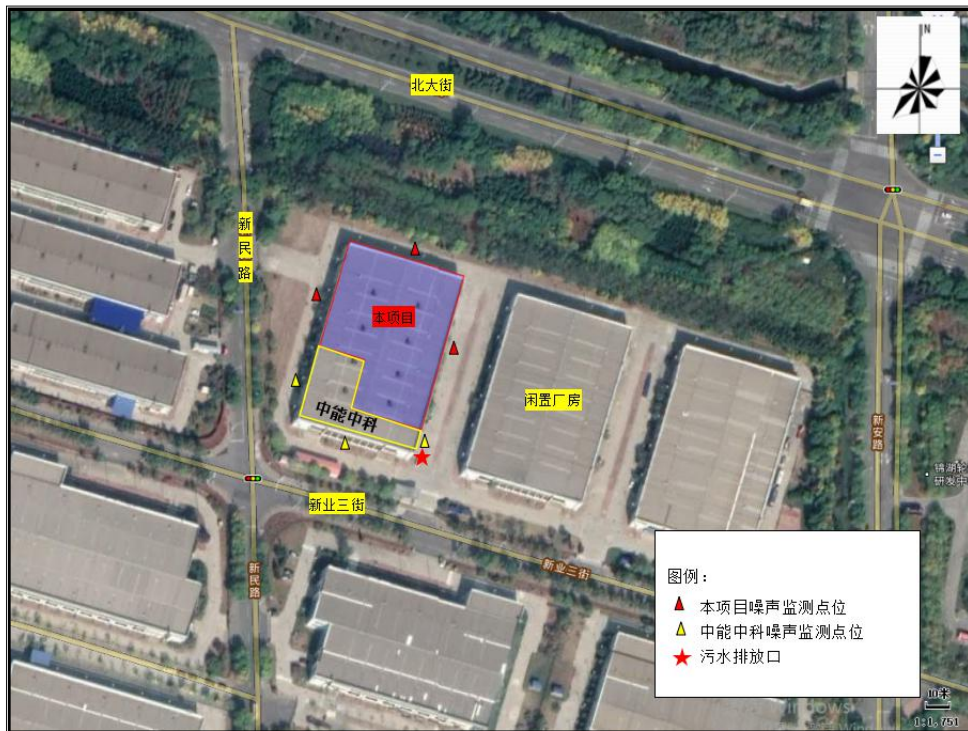 N
北大街
新
民
路
本项目
中能中科
闲置厂房
新安路
新业三街
新业三街
新民路
图例：
本项目噪声监测点位
中能中科噪声监测点位
污水排放口
10米
1:1,751